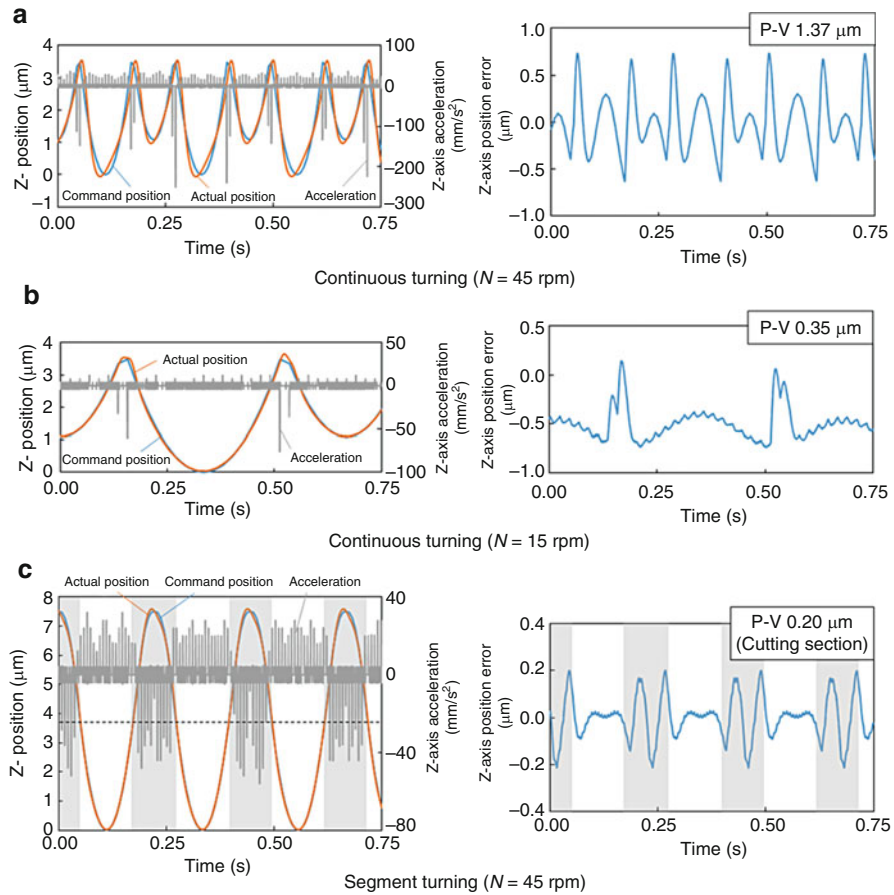 a
P-V 1.37 μm
Z- position (μm)
4
3
2
1
0
−1
100
0
−100
−200
−300
Z-axis acceleration
(mm/s²)
Command position
Actual position
Acceleration
0.00
0.25
0.50
0.75
Time (s)
Z-axis position error
(μm)
1.0
0.5
0.0
−0.5
−1.0
0.00
0.25
0.50
0.75
Time (s)
Continuous turning (N = 45 rpm)
b
P-V 0.35 μm
Z- position (μm)
4
3
2
1
0
50
0
−50
−100
Z-axis acceleration
(mm/s²)
Actual position
Command position
Acceleration
0.00
0.25
0.50
0.75
Time (s)
Z-axis position error
(μm)
0.5
0.0
−0.5
−1.0
0.00
0.25
0.50
0.75
Time (s)
Continuous turning (N = 15 rpm)
c
Actual position
Command position
Acceleration
Z- position (μm)
8
7
6
5
4
3
2
1
0
40
0
−40
−80
Z-axis acceleration
(mm/s²)
0.00
0.25
0.50
0.75
Time (s)
P-V 0.20 μm
(Cutting section)
Z-axis position error
(μm)
0.4
0.2
0.0
−0.2
−0.4
0.00
0.25
0.50
0.75
Time (s)
Segment turning (N = 45 rpm)